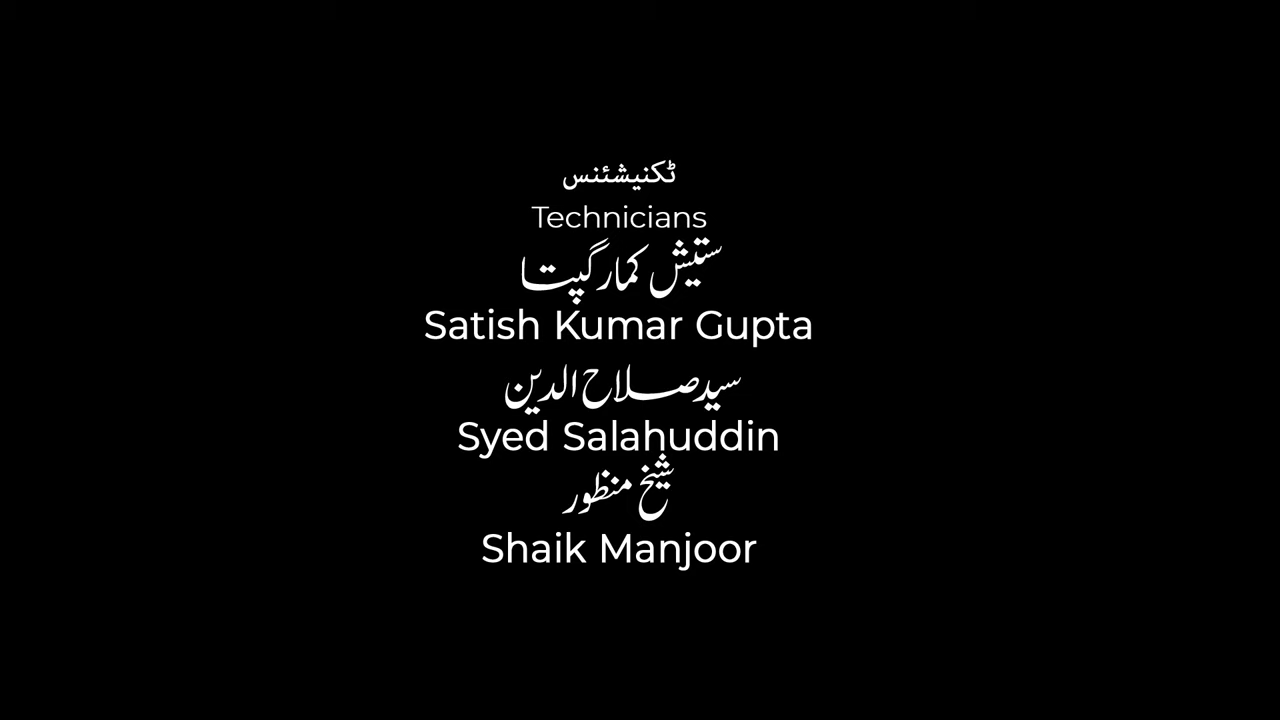 ٹکنیشئنس
Technicians
ستیش کمار گپتا
Satish Kumar Gupta
سید صلاح الدین
Syed Salahuddin
شیخ منظور
Shaik Manjoor